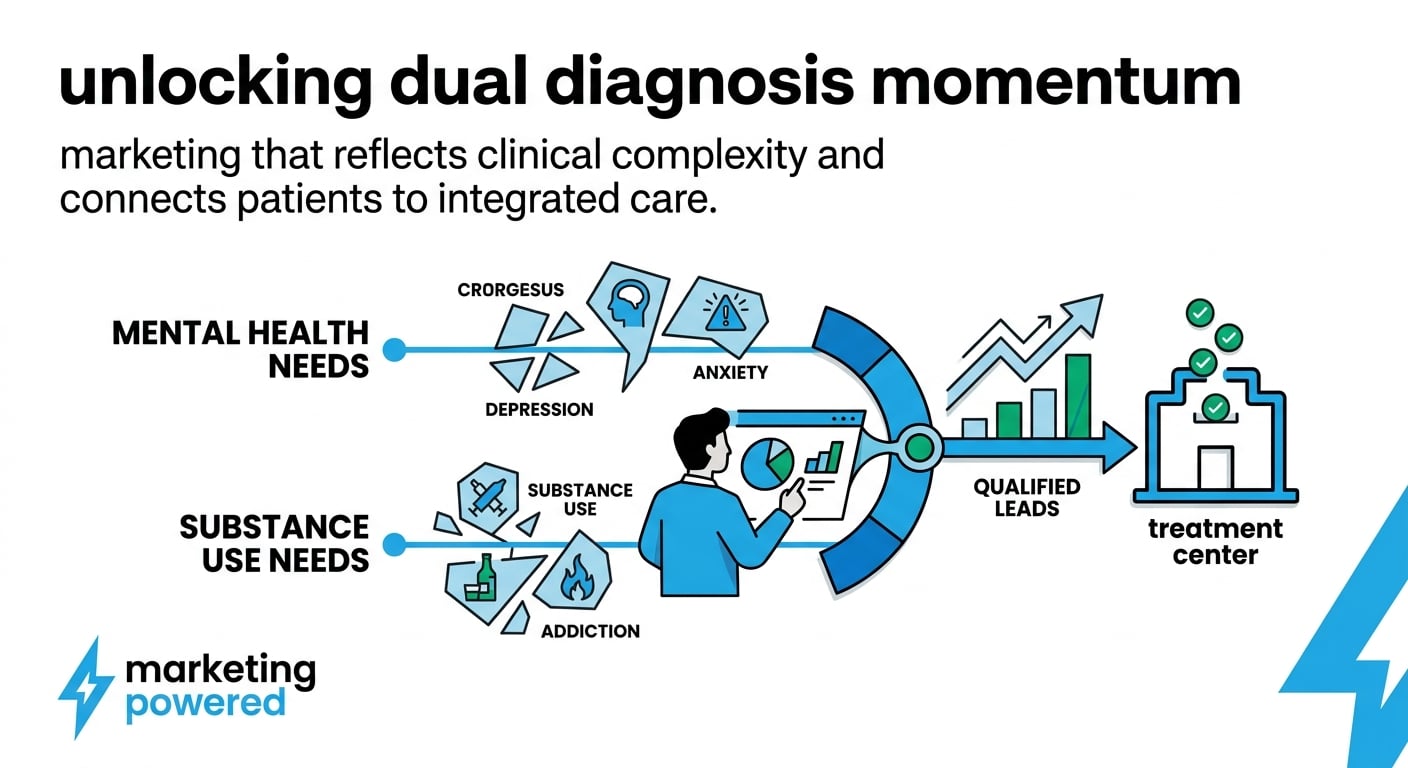 unlocking dual diagnosis momentum
marketing that reflects clinical complexity and
connects patients to integrated care.
MENTAL HEALTH
NEEDS
CRORGESUS
DEPRESSION
ANXIETY
SUBSTANCE
USE NEEDS
SUBSTANCE
USE
ADDICTION
QUALIFIED
LEADS
treatment
center
marketing
powered